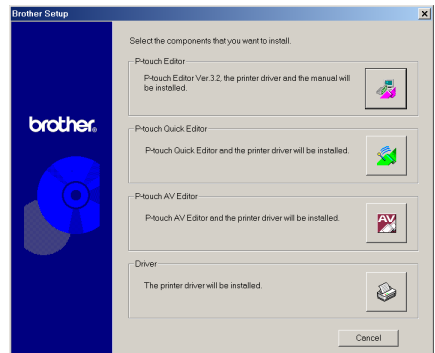 Brother Setup
Select the components that you want to install.
P-touch Editor
P-touch Editor Ver.3.2, the printer driver and the manual will
be installed.
brother®
P-touch Quick Editor
P-touch Quick Editor and the printer driver will be installed.
P-touch AV Editor
P-touch AV Editor and the printer driver will be installed.
AV
Driver
The printer driver will be installed.
Cancel